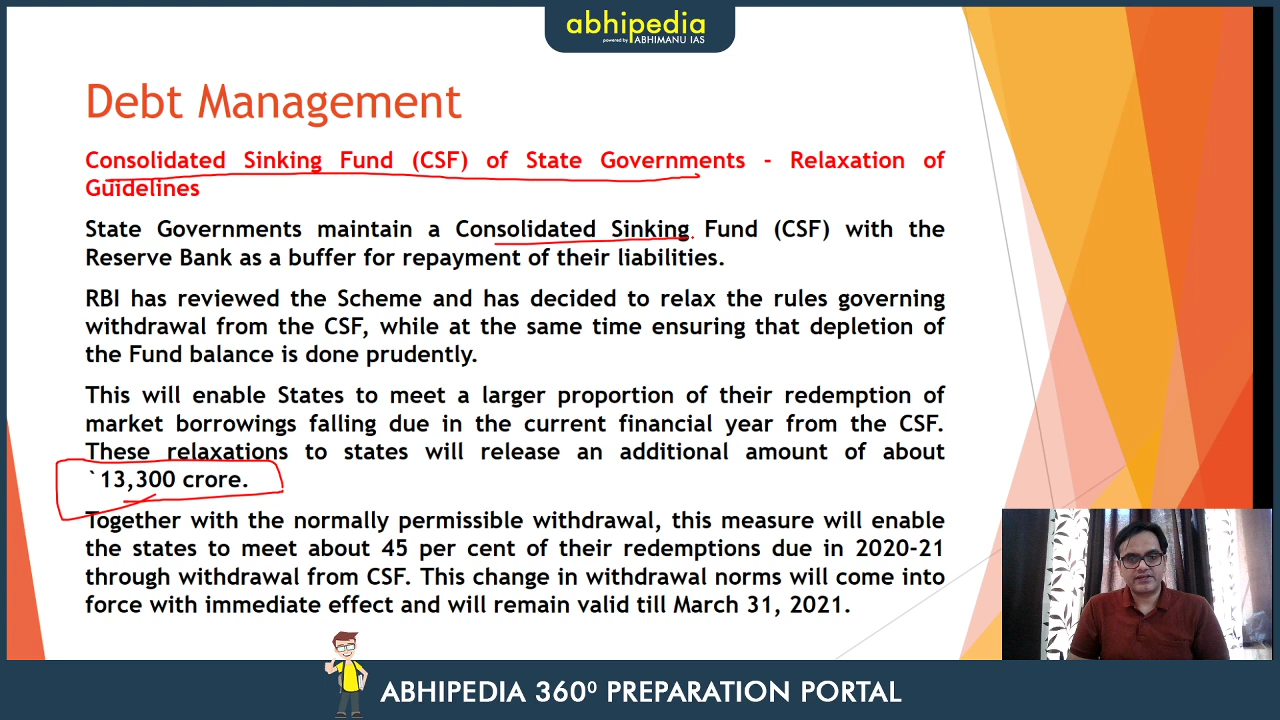 abhipedia
powered by ABHIMANU IAS
Debt Management
Consolidated Sinking Fund (CSF) of State Governments - Relaxation of
Guidelines
State Governments maintain a Consolidated Sinking Fund (CSF) with the
Reserve Bank as a buffer for repayment of their liabilities.
RBI has reviewed the Scheme and has decided to relax the rules governing
withdrawal from the CSF, while at the same time ensuring that depletion of
the Fund balance is done prudently.
This will enable States to meet a larger proportion of their redemption of
market borrowings falling due in the current financial year from the CSF.
These relaxations to states will release an additional amount of about
`13,300 crore.
Together with the normally permissible withdrawal, this measure will enable
the states to meet about 45 per cent of their redemptions due in 2020-21
through withdrawal from CSF. This change in withdrawal norms will come into
force with immediate effect and will remain valid till March 31, 2021.
ABHIPEDIA 360⁰ PREPARATION PORTAL